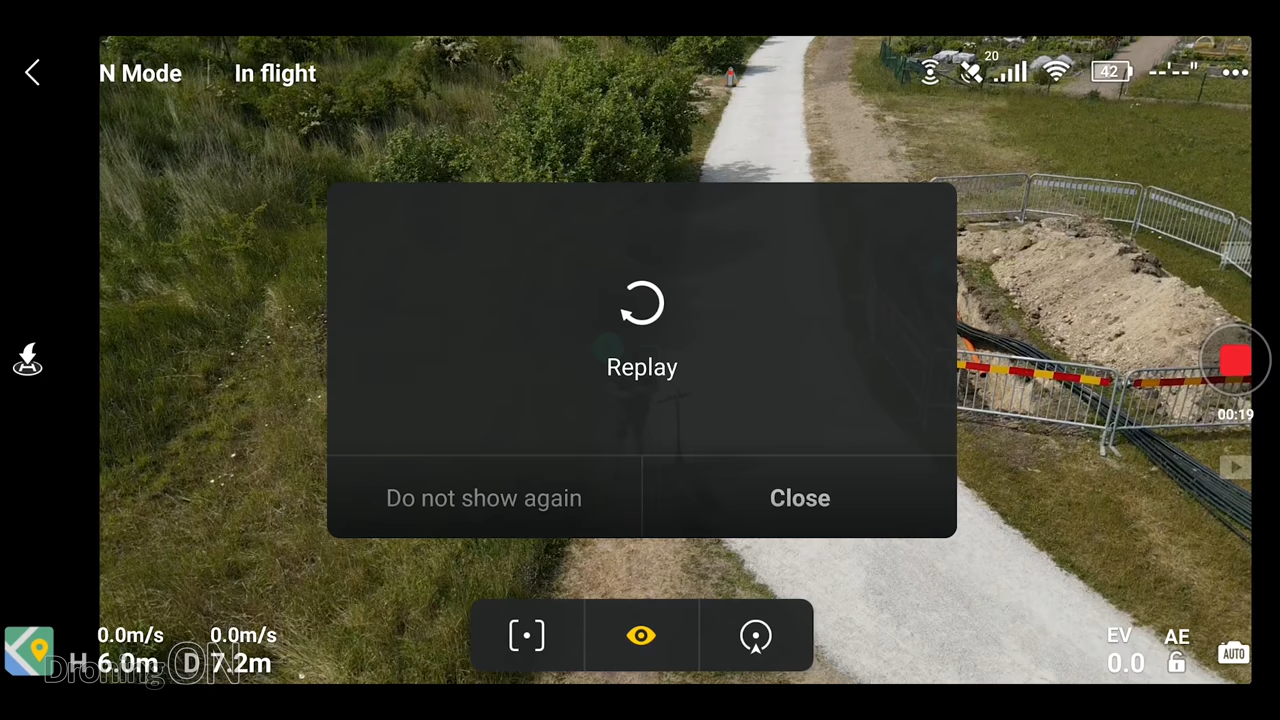 N Mode
In flight
20
42
--'--"
Replay
Do not show again
Close
00:19
0.0m/s
0.0m/s
H 6.0m
D 7.2m
DroningON
EV
0.0
AE
AUTO